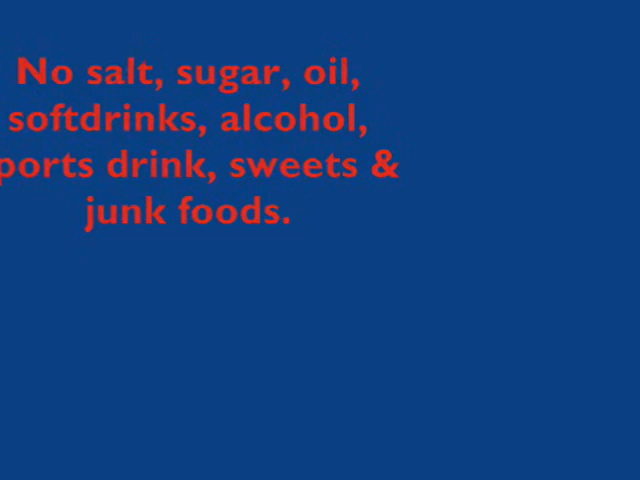 No salt, sugar, oil,
softdrinks, alcohol,
ports drink, sweets &
junk foods.